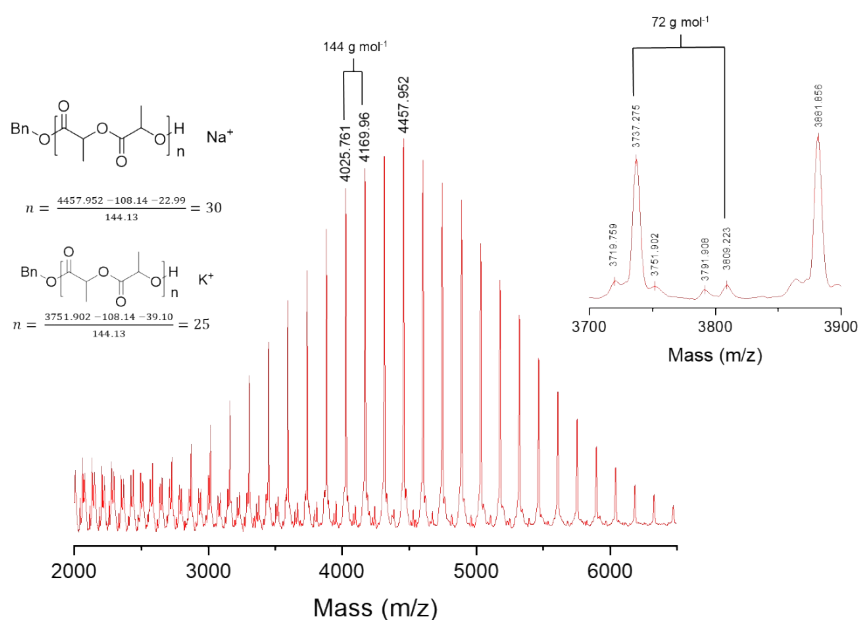 144 g mol⁻¹
4025.761
4169.96
4457.952
O
O
BnO
O
O
H
n
Na⁺
n = (4457.952 −108.14 −22.99) / 144.13 = 30
O
O
BnO
O
O
H
n
K⁺
n = (3751.902 −108.14 −39.10) / 144.13 = 25
2000 3000 4000 5000 6000
Mass (m/z)
72 g mol⁻¹
3719.759
3737.275
3751.902
3791.908
3809.223
3881.856
3700 3800 3900
Mass (m/z)